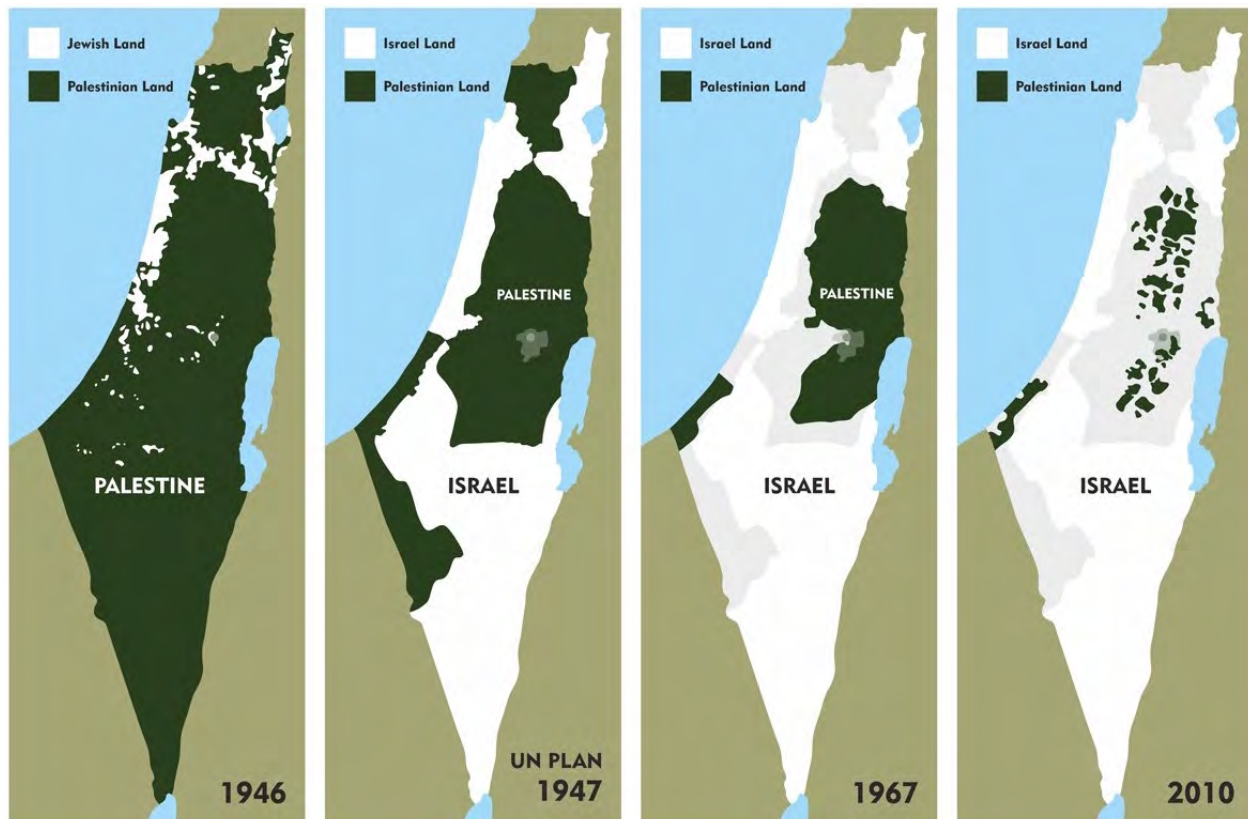 Jewish Land
Palestinian Land
PALESTINE
1946
Israel Land
Palestinian Land
PALESTINE
ISRAEL
UN PLAN
1947
Israel Land
Palestinian Land
PALESTINE
ISRAEL
1967
Israel Land
Palestinian Land
ISRAEL
2010